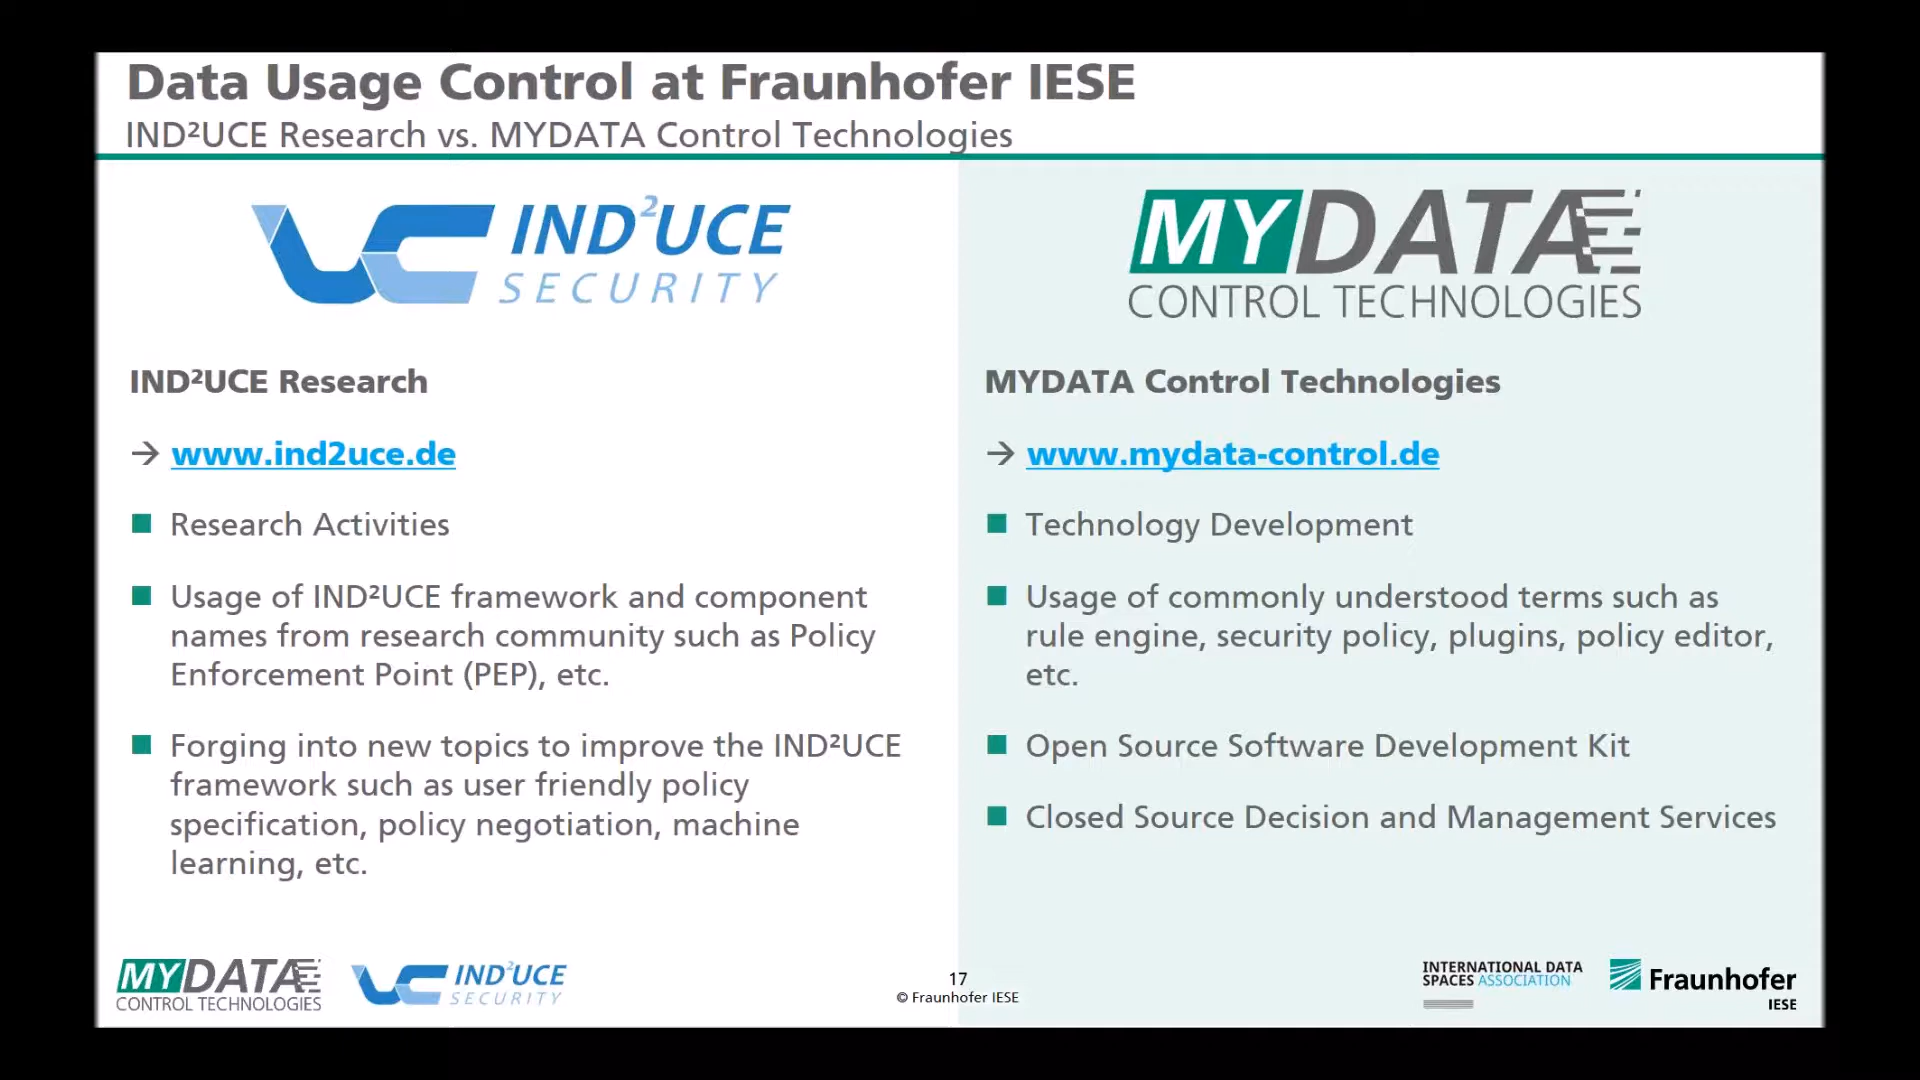 Data Usage Control at Fraunhofer IESE
IND²UCE Research vs. MYDATA Control Technologies
IND²UCE
SECURITY
IND²UCE Research
→ www.ind2uce.de
Research Activities
Usage of IND²UCE framework and component
names from research community such as Policy
Enforcement Point (PEP), etc.
Forging into new topics to improve the IND²UCE
framework such as user friendly policy
specification, policy negotiation, machine
learning, etc.
MYDATA
CONTROL TECHNOLOGIES
MYDATA Control Technologies
→ www.mydata-control.de
Technology Development
Usage of commonly understood terms such as
rule engine, security policy, plugins, policy editor,
etc.
Open Source Software Development Kit
Closed Source Decision and Management Services
MYDATA
CONTROL TECHNOLOGIES
IND²UCE
SECURITY
17
© Fraunhofer IESE
INTERNATIONAL DATA
SPACES ASSOCIATION
Fraunhofer
IESE